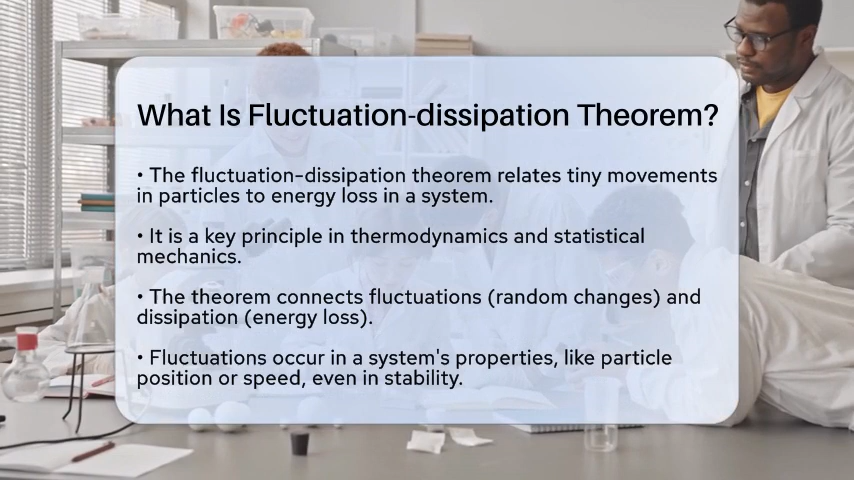 What Is Fluctuation-dissipation Theorem?
• The fluctuation–dissipation theorem relates tiny movements
in particles to energy loss in a system.
• It is a key principle in thermodynamics and statistical
mechanics.
• The theorem connects fluctuations (random changes) and
dissipation (energy loss).
• Fluctuations occur in a system's properties, like particle
position or speed, even in stability.